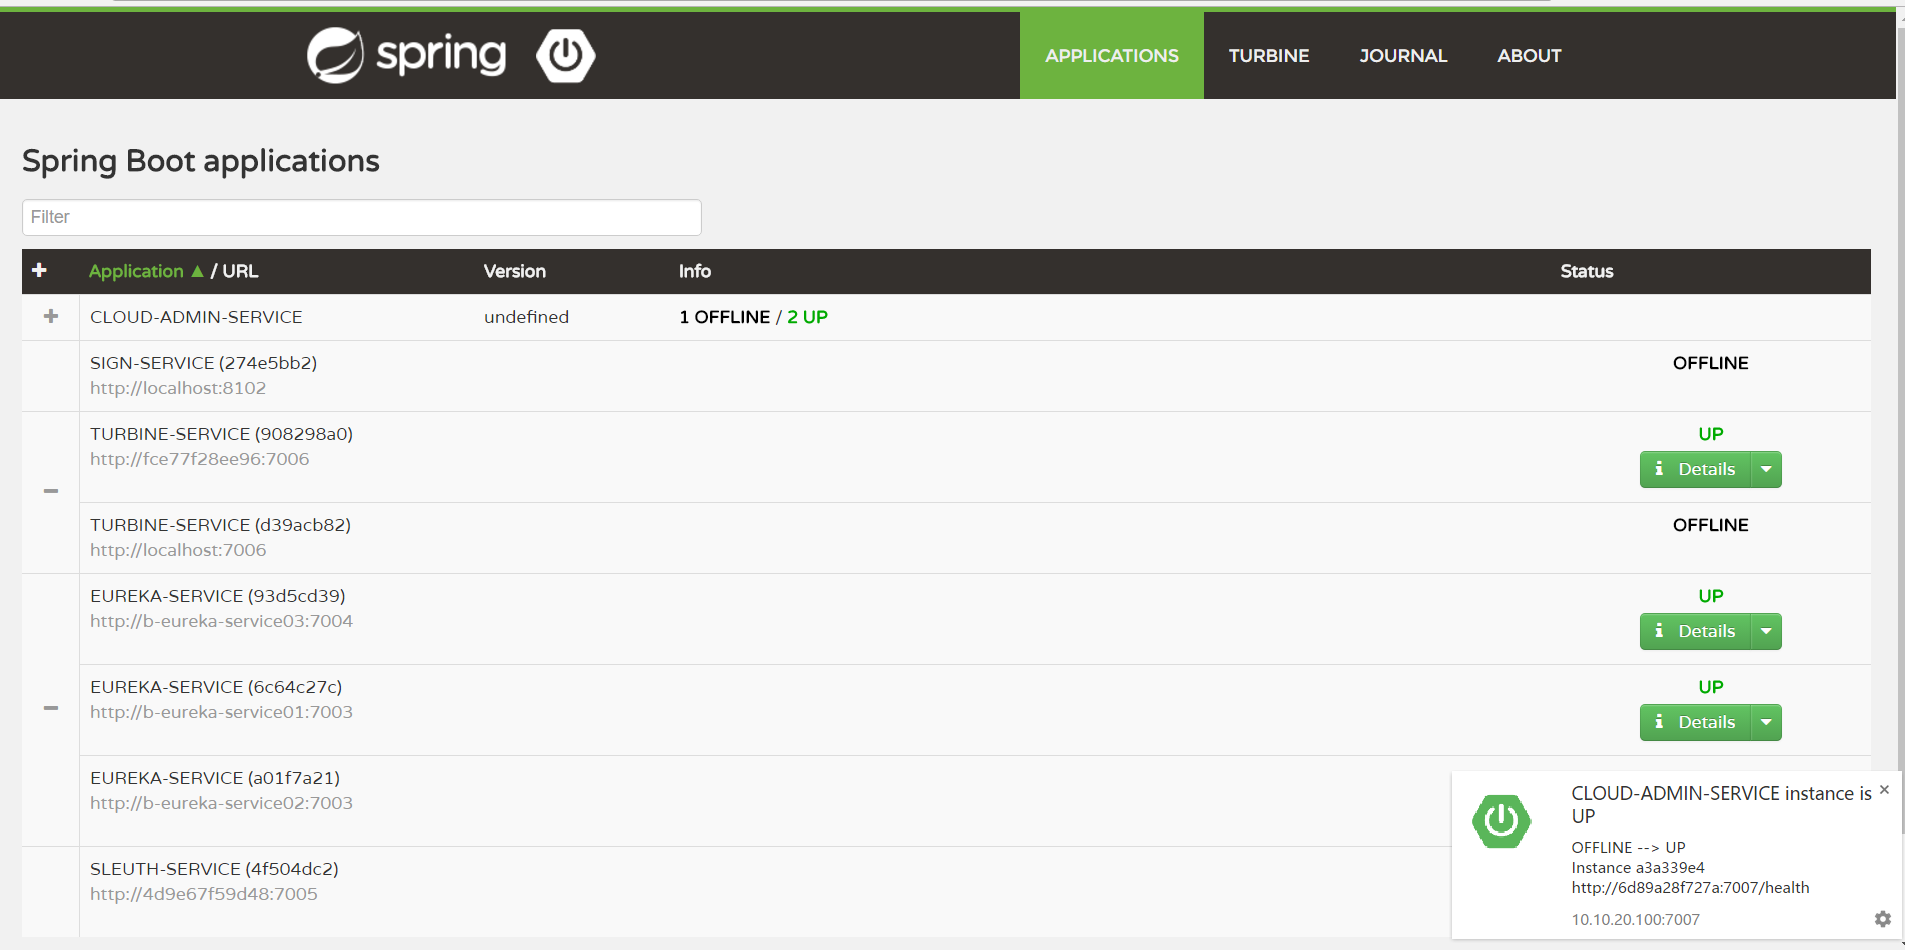 spring
APPLICATIONS TURBINE JOURNAL ABOUT
Spring Boot applications
Filter
Application ▲ / URL Version Info Status
CLOUD-ADMIN-SERVICE undefined 1 OFFLINE / 2 UP
SIGN-SERVICE (274e5bb2) OFFLINE
http://localhost:8102
TURBINE-SERVICE (908298a0) UP
http://fce77f28ee96:7006 Details
TURBINE-SERVICE (d39acb82) OFFLINE
http://localhost:7006
EUREKA-SERVICE (93d5cd39) UP
http://b-eureka-service03:7004 Details
EUREKA-SERVICE (6c64c27c) UP
http://b-eureka-service01:7003 Details
EUREKA-SERVICE (a01f7a21)
http://b-eureka-service02:7003
SLEUTH-SERVICE (4f504dc2)
http://4d9e67f59d48:7005
CLOUD-ADMIN-SERVICE instance is
UP
OFFLINE --> UP
Instance a3a339e4
http://6d89a28f727a:7007/health
10.10.20.100:7007